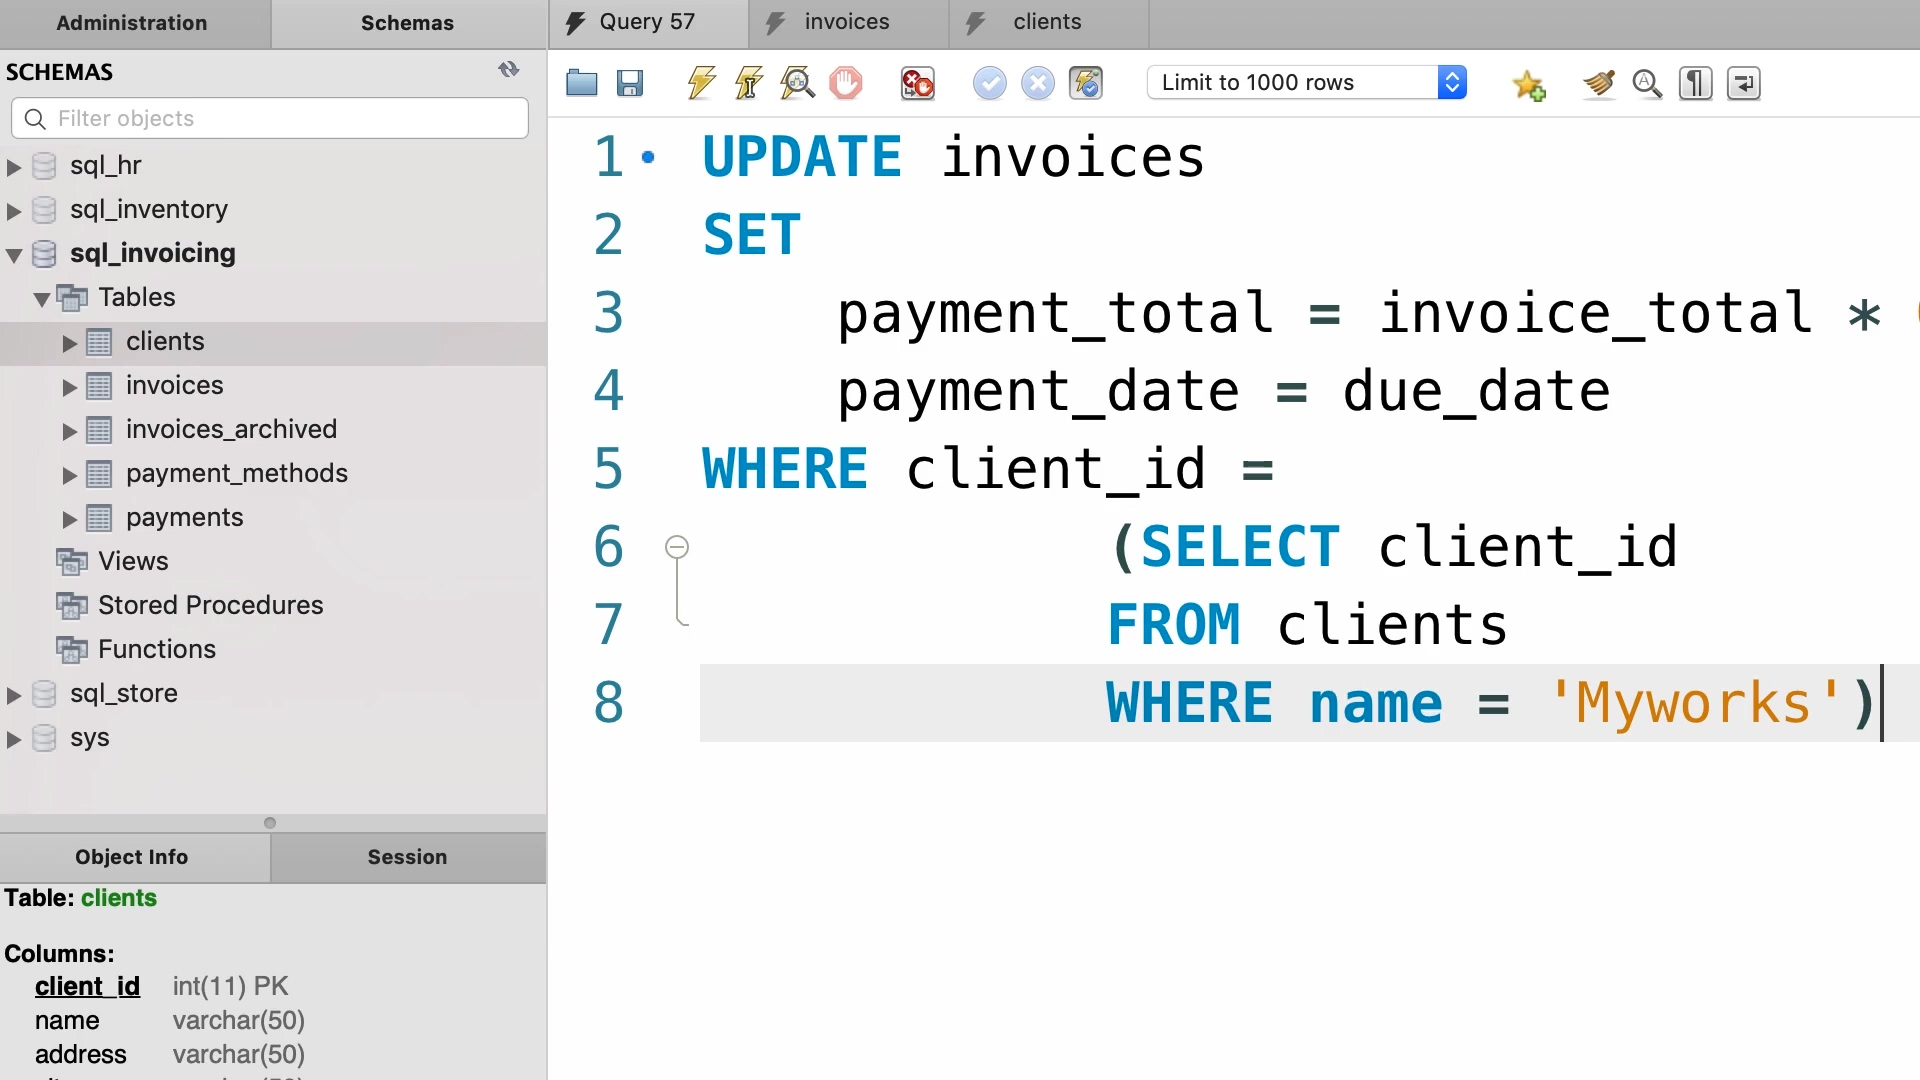 Administration
Schemas
Query 57
invoices
clients
SCHEMAS
Filter objects
Limit to 1000 rows
sql_hr
sql_inventory
sql_invoicing
Tables
clients
invoices
invoices_archived
payment_methods
payments
Views
Stored Procedures
Functions
sql_store
sys
1 UPDATE invoices
2 SET
3 payment_total = invoice_total *
4 payment_date = due_date
5 WHERE client_id =
6 (SELECT client_id
7 FROM clients
8 WHERE name = 'Myworks')
Object Info
Session
Table: clients
Columns:
client_id int(11) PK
name varchar(50)
address varchar(50)